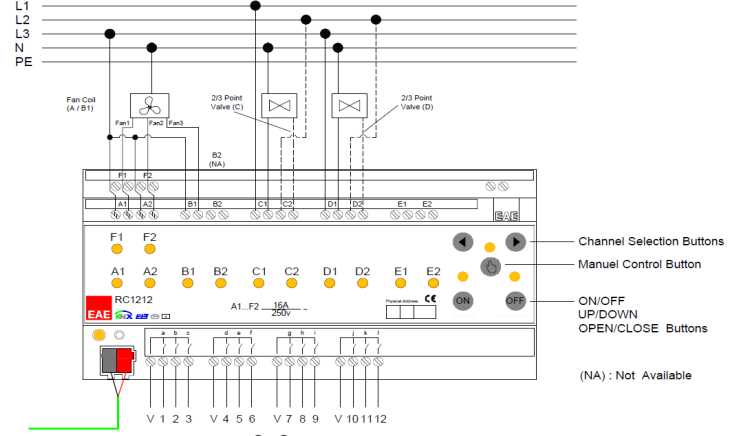 L1
L2
L3
N
PE
Fan Coil
(A / B1)
Fan1 Fan2 Fan3
2/3 Point
Valve (C)
2/3 Point
Valve (D)
B2
(NA)
F1 F2
A1 A2 B1 B2 C1 C2 D1 D2 E1 E2
EAE
F1 F2
A1 A2 B1 B2 C1 C2 D1 D2 E1 E2
Channel Selection Buttons
Manuel Control Button
ON OFF
ON/OFF
UP/DOWN
OPEN/CLOSE Buttons
EAE
RC1212
KNX EIB
A1...F2 16A
250v
Physical Address CE
a b c d e f g h i j k l
(NA) : Not Available
V 1 2 3 V 4 5 6 V 7 8 9 V 10 11 12